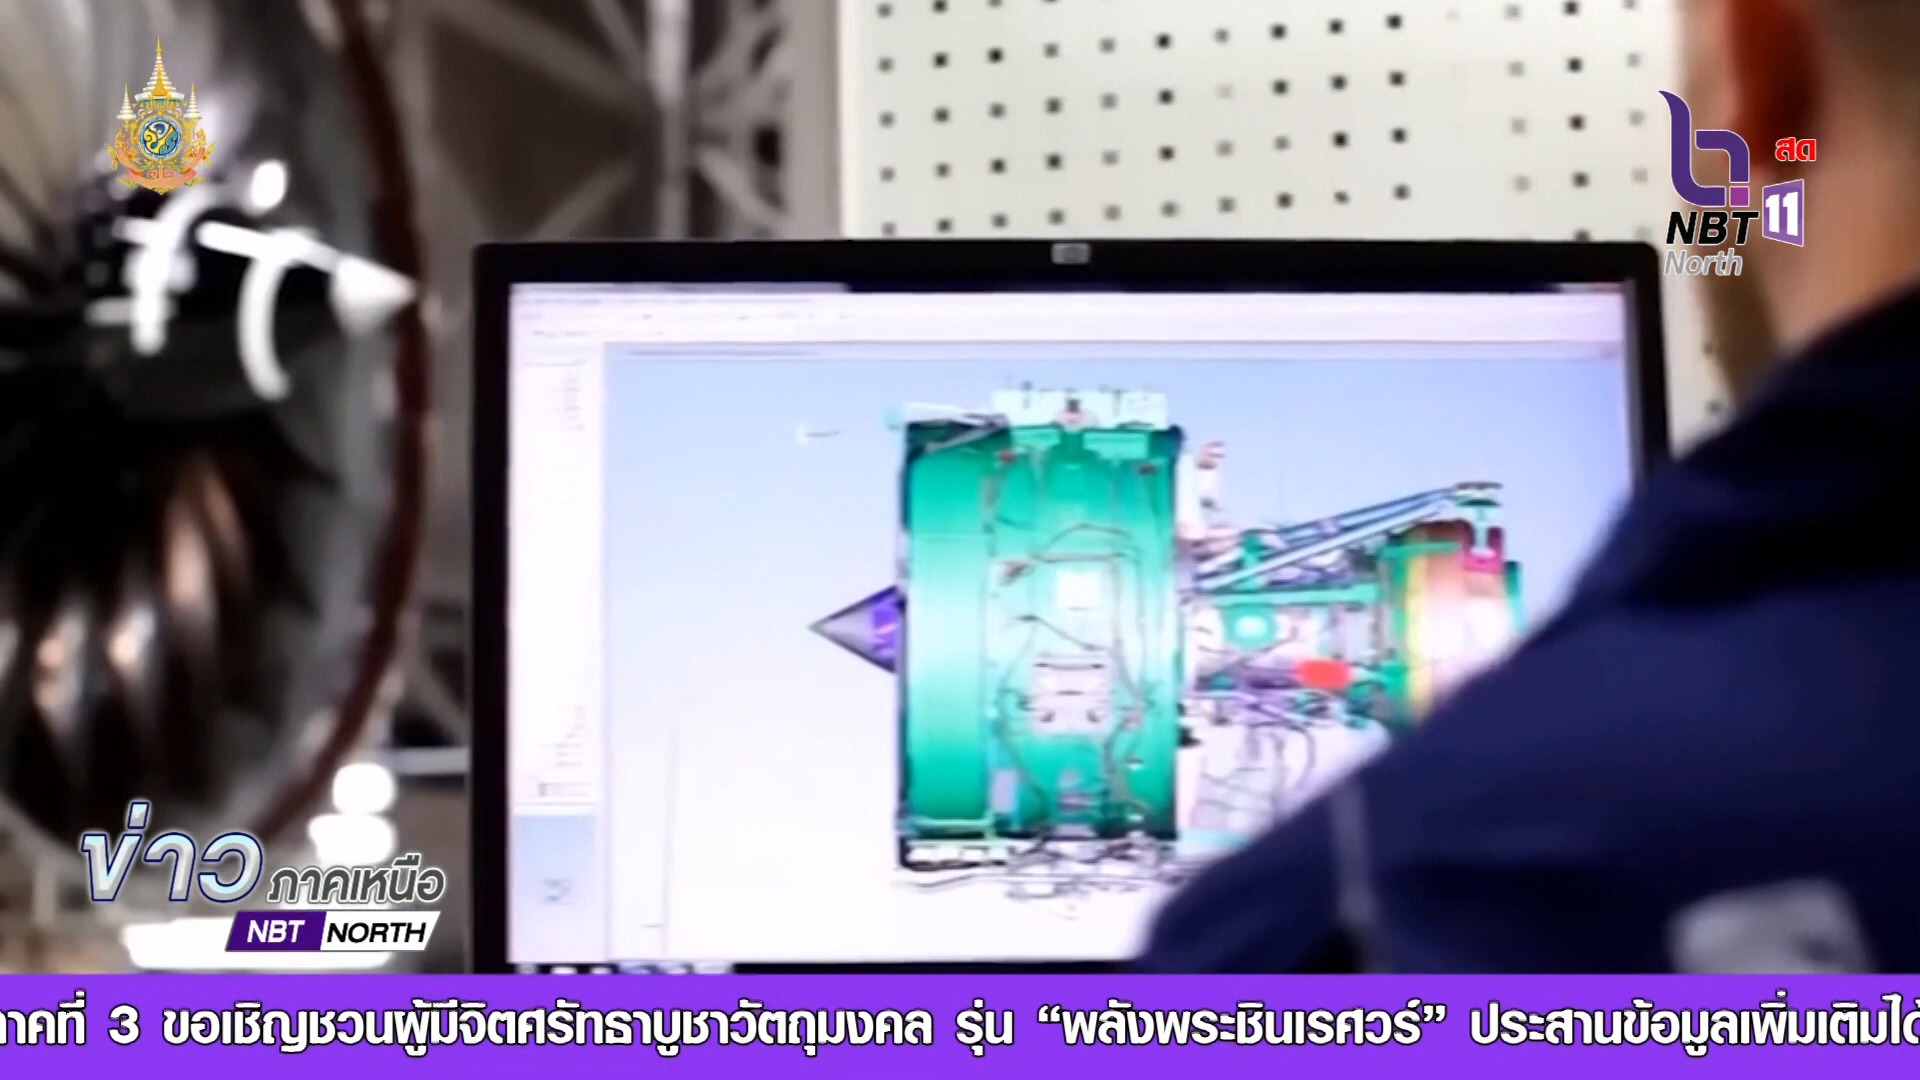 สด
NBT 11
North
ข่าว ภาคเหนือ
NBT NORTH
าคที่ 3 ขอเชิญชวนผู้มีจิตศรัทธาบูชาวัตถุมงคล รุ่น “พลังพระชินเรศวร์” ประสานข้อมูลเพิ่มเติมได้